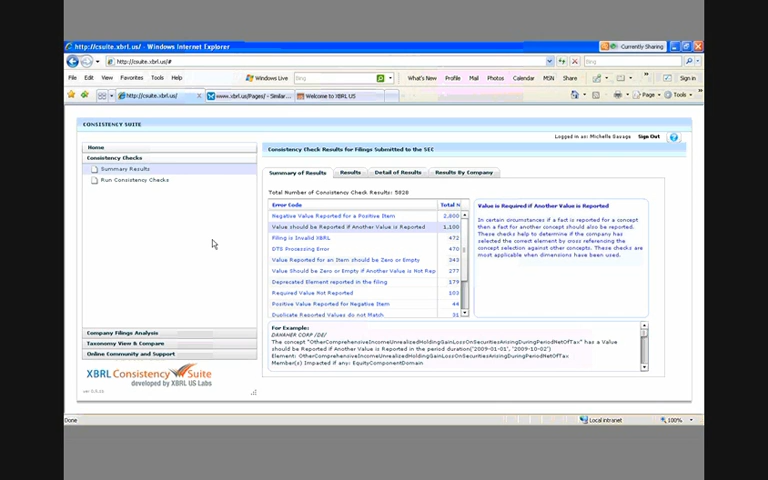 http://csuite.xbrl.us/ - Windows Internet Explorer
Currently Sharing
http://csuite.xbrl.us/#
Bing
File Edit View Favorites Tools Help
Windows Live Bing What's New Profile Mail Photos Calendar MSN Share Sign in
http://csuite.xbrl.us/ www.xbrl.us/Pages/ - Similar... Welcome to XBRL US Page Tools
CONSISTENCY SUITE
Logged in as: Michelle Savage Sign Out
Home
Consistency Checks
Summary Results
Run Consistency Checks
Company Filings Analysis
Taxonomy View & Compare
Online Community and Support
XBRL Consistency Suite
developed by XBRL US Labs
Consistency Check Results for Filings Submitted to the SEC
Summary of Results Results Detail of Results Results By Company
Total Number of Consistency Check Results: 5028
Error Code Total N
Negative Value Reported for a Positive Item 2,000
Value should be Reported if Another Value is Reported 1,100
Filing is Invalid XBRL 472
DTS Processing Error 470
Value Reported for an Item should be Zero or Empty 343
Value Should be Zero or Empty if Another Value is Not Rep 277
Deprecated Element reported in the filing 179
Required Value Not Reported 103
Positive Value Reported for Negative Item 44
Duplicate Reported Values do not Match 31
Value is Required if Another Value is Reported
In certain circumstances if a fact is reported for a concept
then a fact for another concept should also be reported.
These checks help to determine if the company has
selected the correct element by cross referencing the
concept selection against other concepts. These checks are
most applicable when dimensions have been used.
For Example:
DANAHER CORP /DE/
The concept "OtherComprehensiveIncomeUnrealizedHoldingGainLossOnSecuritiesArisingDuringPeriodNetOfTax" has a Value
should be Reported if Another Value is Reported in the period duration('2009-01-01', '2009-10-02')
Element: OtherComprehensiveIncomeUnrealizedHoldingGainLossOnSecuritiesArisingDuringPeriodNetOfTax
Member(s) Impacted if any: EquityComponentDomain
Done Local intranet 100%